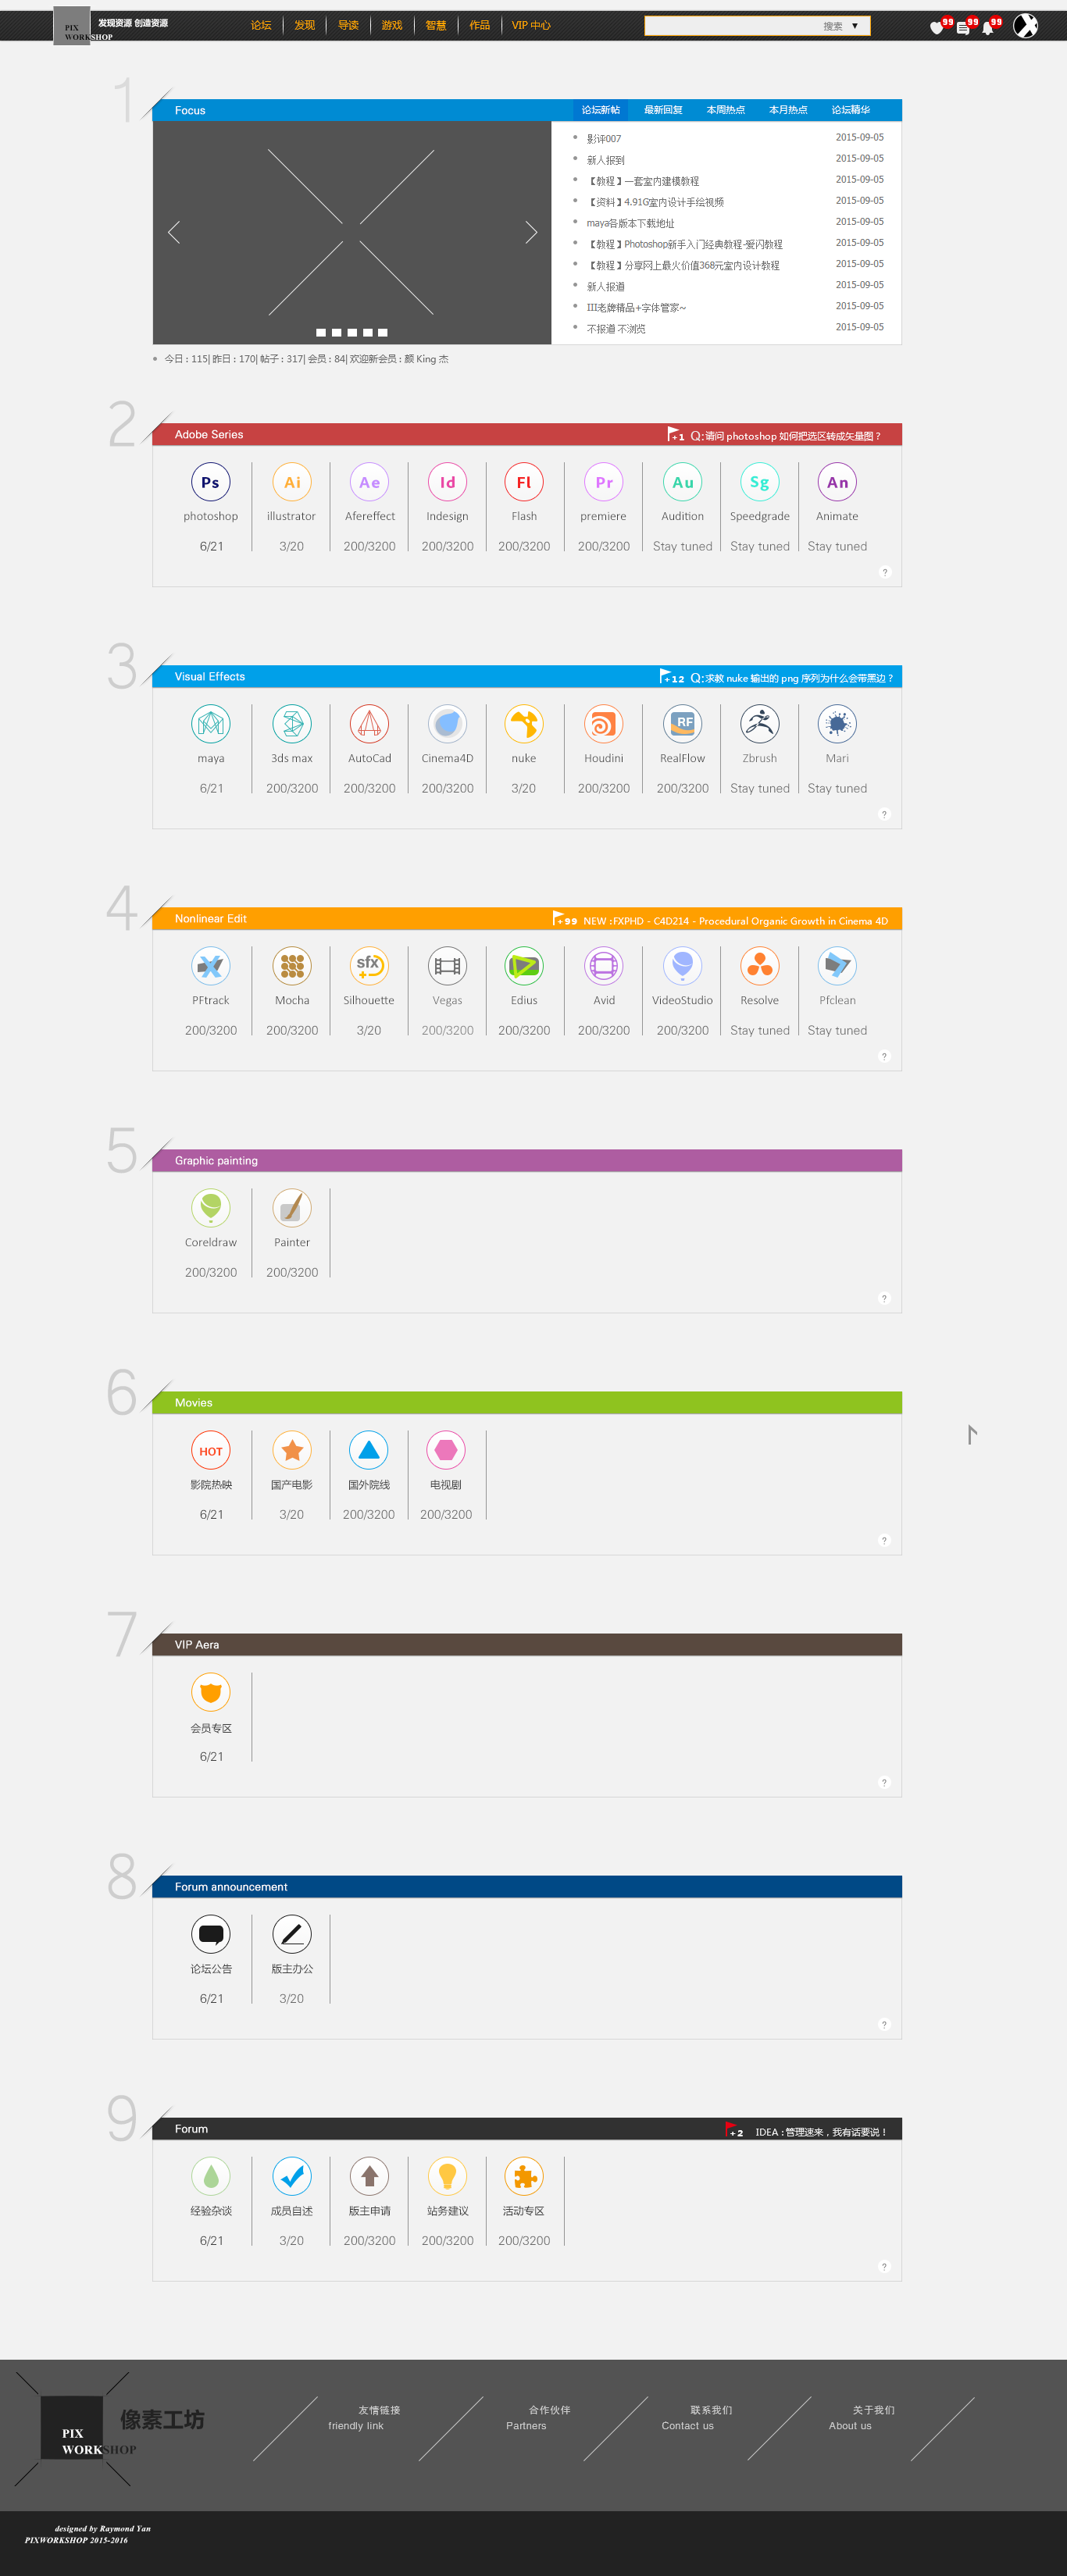 PIX
WORKSHOP
发现资源 创造资源
论坛 发现 导读 游戏 智慧 作品 VIP 中心
搜索
99 99 99
1
Focus
论坛新帖 最新回复 本周热点 本月热点 论坛精华
影评007 2015-09-05
新人报到 2015-09-05
【教程】一套室内建模教程 2015-09-05
【资料】4.91G室内设计手绘视频 2015-09-05
maya各版本下载地址 2015-09-05
【教程】Photoshop新手入门经典教程-爱闪教程 2015-09-05
【教程】分享网上最火价值368元室内设计教程 2015-09-05
新人报道 2015-09-05
III老牌精品+字体管家~ 2015-09-05
不报道 不浏览 2015-09-05
今日 : 115| 昨日 : 170| 帖子 : 317| 会员 : 84| 欢迎新会员 : 颜 King 杰
2
Adobe Series
+1 Q:请问 photoshop 如何把选区转成矢量图 ?
Ps Ai Ae Id Fl Pr Au Sg An
photoshop illustrator Afereffect Indesign Flash premiere Audition Speedgrade Animate
6/21 3/20 200/3200 200/3200 200/3200 200/3200 Stay tuned Stay tuned Stay tuned
?
3
Visual Effects
+12 Q:求教 nuke 输出的 png 序列为什么会带黑边 ?
RF
maya 3ds max AutoCad Cinema4D nuke Houdini RealFlow Zbrush Mari
6/21 200/3200 200/3200 200/3200 3/20 200/3200 200/3200 Stay tuned Stay tuned
?
4
Nonlinear Edit
+99 NEW :FXPHD - C4D214 - Procedural Organic Growth in Cinema 4D
sfx
PFtrack Mocha Silhouette Vegas Edius Avid VideoStudio Resolve Pfclean
200/3200 200/3200 3/20 200/3200 200/3200 200/3200 200/3200 Stay tuned Stay tuned
?
5
Graphic painting
Coreldraw Painter
200/3200 200/3200
?
6
Movies
HOT
影院热映 国产电影 国外院线 电视剧
6/21 3/20 200/3200 200/3200
?
7
VIP Aera
会员专区
6/21
?
8
Forum announcement
论坛公告 版主办公
6/21 3/20
?
9
Forum
+2 IDEA : 管理速来，我有话要说！
经验杂谈 成员自述 版主申请 站务建议 活动专区
6/21 3/20 200/3200 200/3200 200/3200
?
PIX
WORKSHOP
像素工坊
友情链接 合作伙伴 联系我们 关于我们
friendly link Partners Contact us About us
designed by Raymond Yan
PIXWORKSHOP 2015-2016